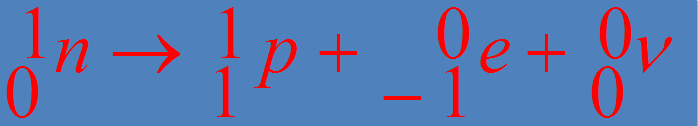 ¹₀n → ¹₁p + ⁰₋₁e + ⁰₀ν